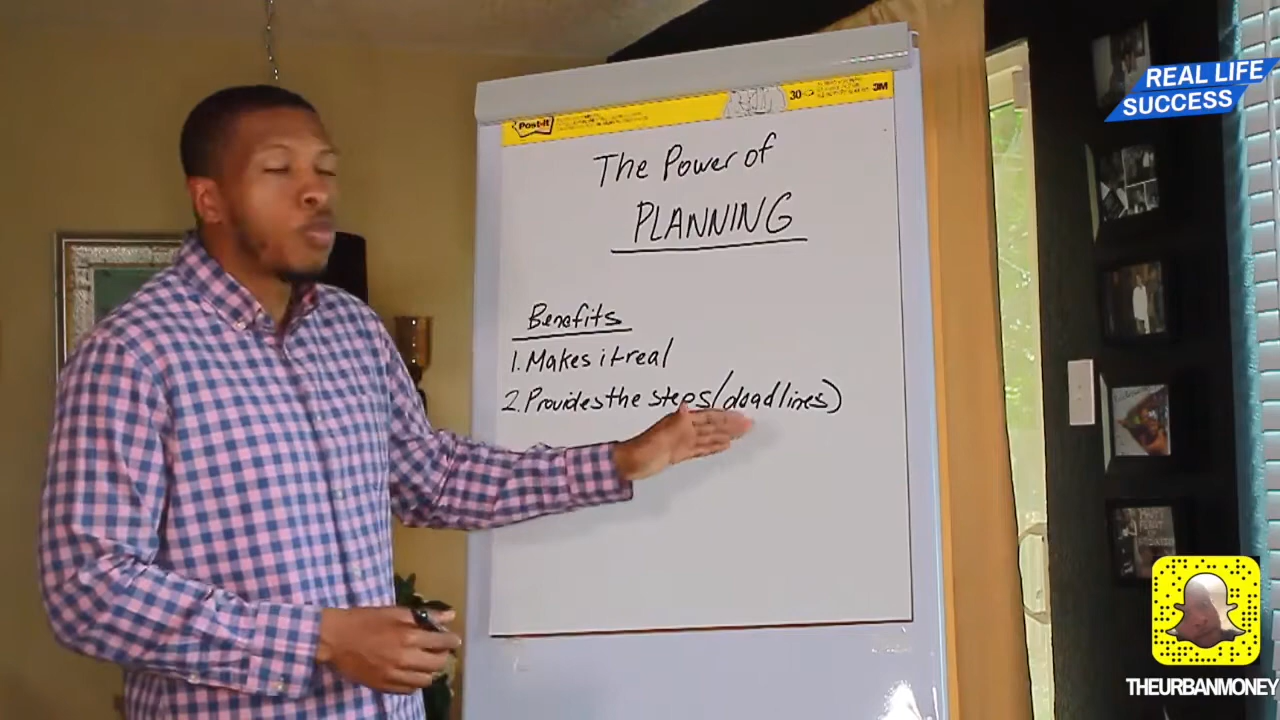 REAL LIFE
SUCCESS
Post-it
30
3M
The Power of
PLANNING
Benefits
1. Makes it real
2. Provides the steps (deadlines)
THEURBANMONEY